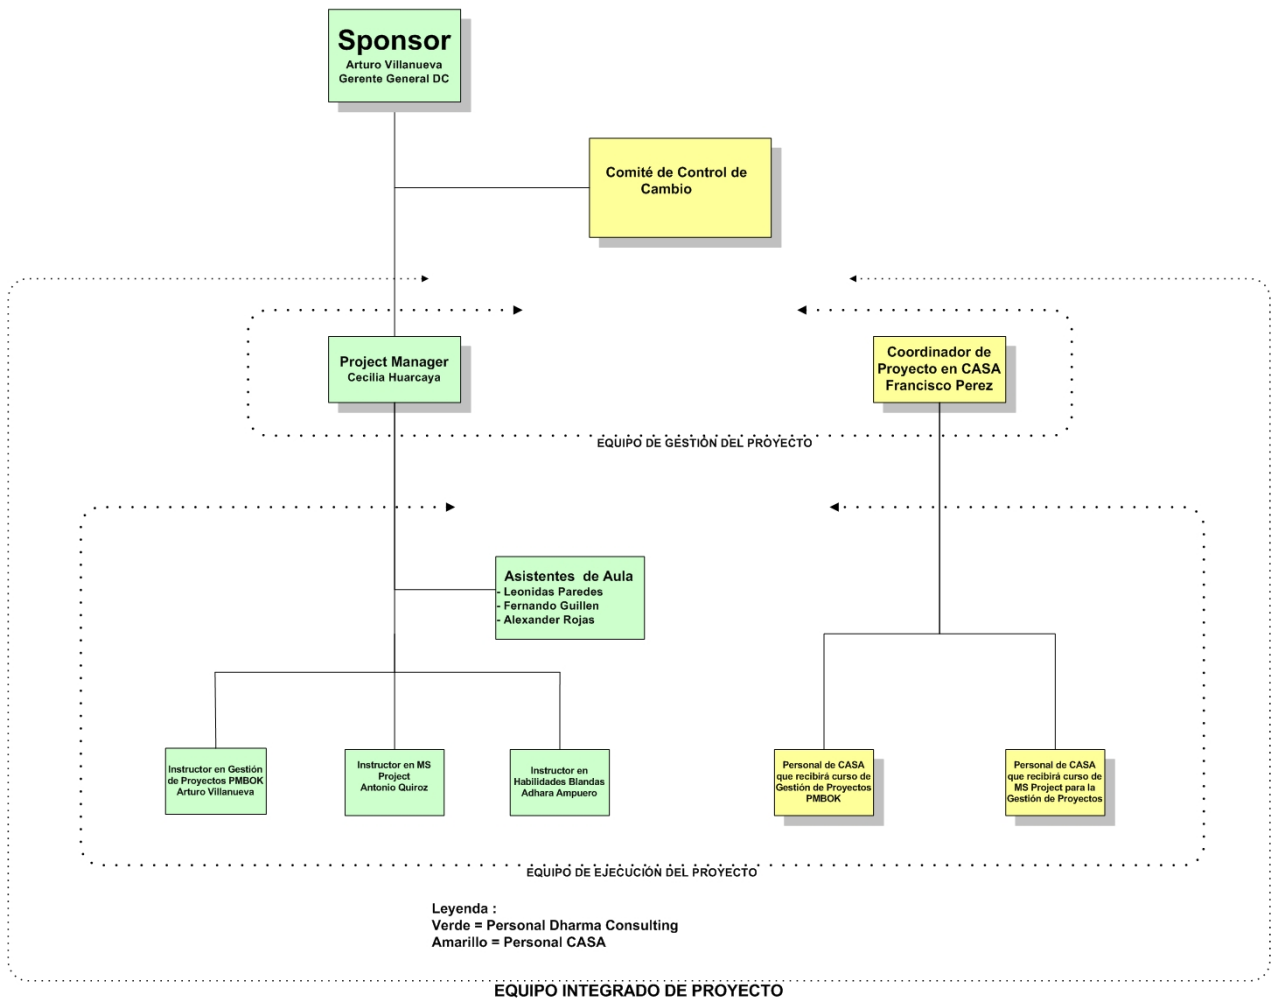 Sponsor
Arturo Villanueva
Gerente General DC
Comité de Control de
Cambio
Project Manager
Cecilia Huarcaya
Coordinador de
Proyecto en CASA
Francisco Perez
EQUIPO DE GESTIÓN DEL PROYECTO
Asistentes de Aula
- Leonidas Paredes
- Fernando Guillen
- Alexander Rojas
Instructor en Gestión
de Proyectos PMBOK
Arturo Villanueva
Instructor en MS
Project
Antonio Quiroz
Instructor en
Habilidades Blandas
Adhara Ampuero
Personal de CASA
que recibirá curso de
Gestión de Proyectos
PMBOK
Personal de CASA
que recibirá curso de
MS Project para la
Gestión de Proyectos
EQUIPO DE EJECUCIÓN DEL PROYECTO
Leyenda :
Verde = Personal Dharma Consulting
Amarillo = Personal CASA
EQUIPO INTEGRADO DE PROYECTO